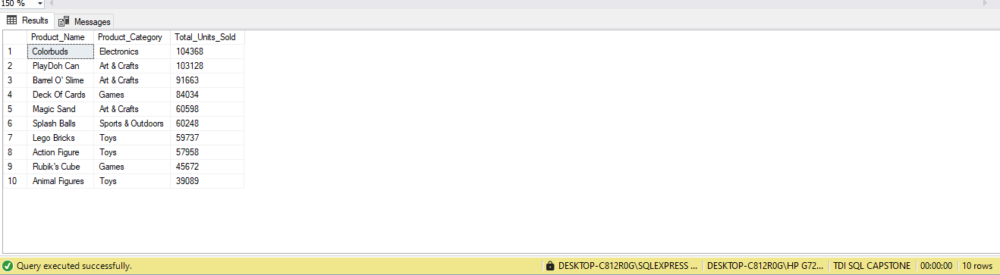 150 %
Results Messages
Product_Name Product_Category Total_Units_Sold
1 Colorbuds Electronics 104368
2 PlayDoh Can Art & Crafts 103128
3 Barrel O' Slime Art & Crafts 91663
4 Deck Of Cards Games 84034
5 Magic Sand Art & Crafts 60598
6 Splash Balls Sports & Outdoors 60248
7 Lego Bricks Toys 59737
8 Action Figure Toys 57958
9 Rubik's Cube Games 45672
10 Animal Figures Toys 39089
Query executed successfully. DESKTOP-C812R0G\SQLEXPRESS ... DESKTOP-C812R0G\HP G72... TDI SQL CAPSTONE 00:00:00 10 rows